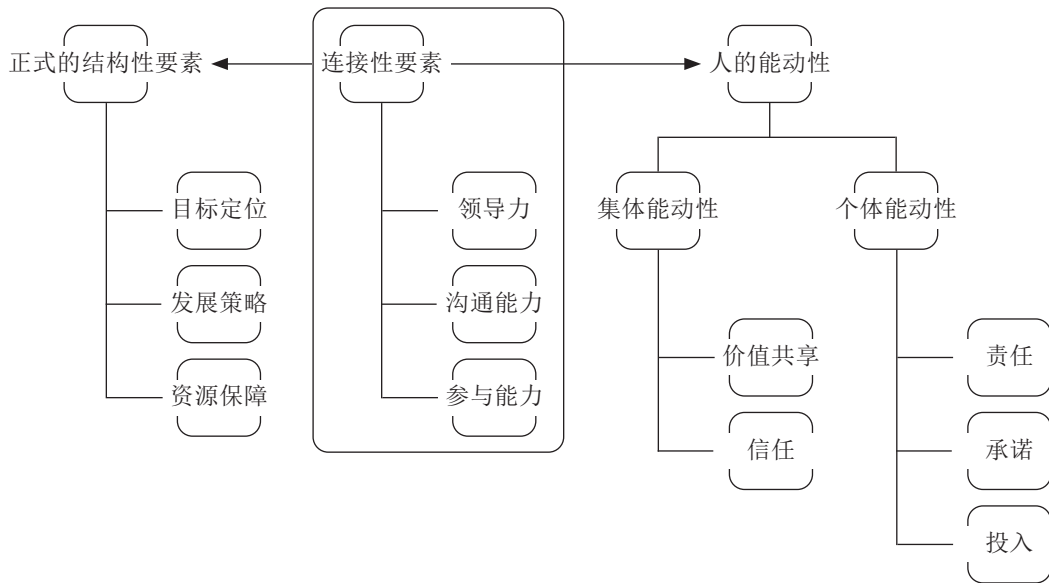 正式的结构性要素
连接性要素
人的能动性
目标定位
领导力
集体能动性
个体能动性
发展策略
沟通能力
价值共享
责任
资源保障
参与能力
信任
承诺
投入